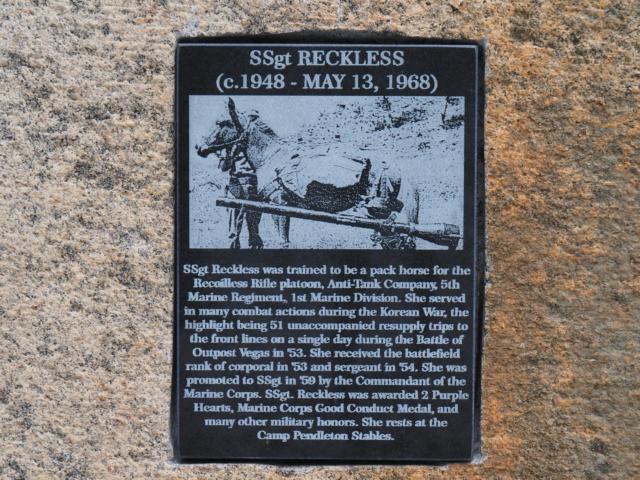 SSgt RECKLESS
(c.1948 - MAY 13, 1968)
SSgt Reckless was trained to be a pack horse for the
Recoilless Rifle platoon, Anti-Tank Company, 5th
Marine Regiment, 1st Marine Division. She served
in many combat actions during the Korean War, the
highlight being 51 unaccompanied resupply trips to
the front lines on a single day during the Battle of
Outpost Vegas in '53. She received the battlefield
rank of corporal in '53 and sergeant in '54. She was
promoted to SSgt in '59 by the Commandant of the
Marine Corps. SSgt. Reckless was awarded 2 Purple
Hearts, Marine Corps Good Conduct Medal, and
many other military honors. She rests at the
Camp Pendleton Stables.